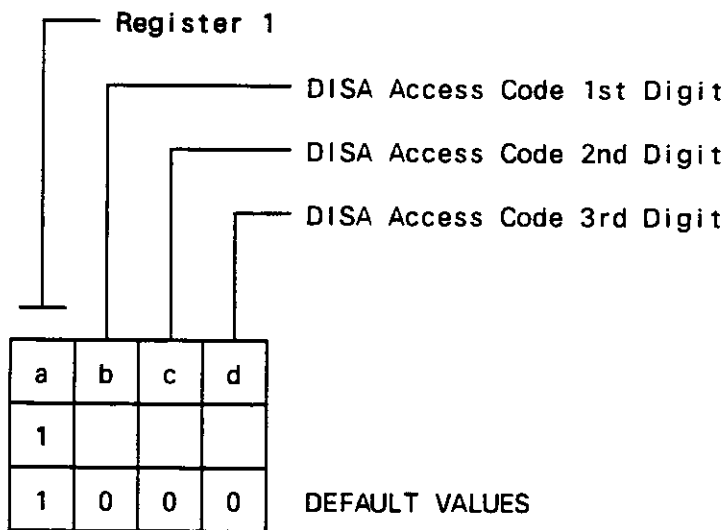 Register 1
DISA Access Code 1st Digit
DISA Access Code 2nd Digit
DISA Access Code 3rd Digit
a b c d
1
1 0 0 0 DEFAULT VALUES